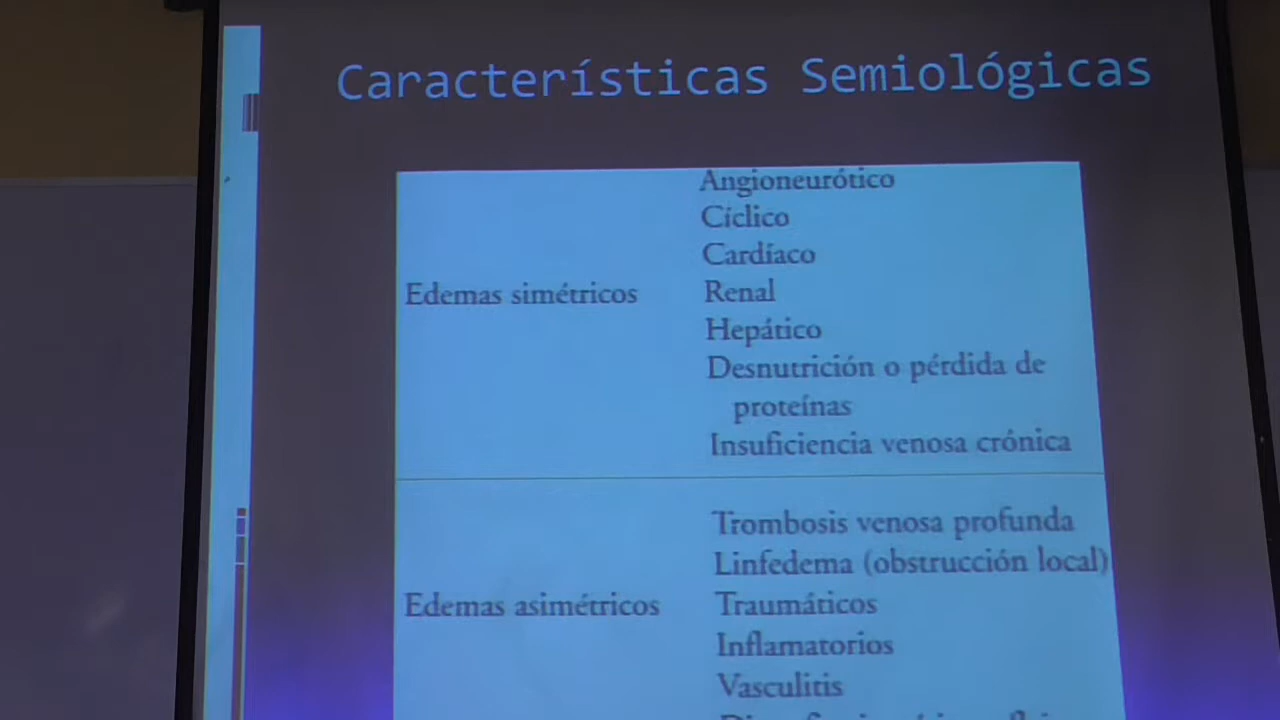 Características Semiológicas
Angioneurótico
Cíclico
Cardíaco
Edemas simétricos
Renal
Hepático
Desnutrición o pérdida de
proteínas
Insuficiencia venosa crónica
Trombosis venosa profunda
Linfedema (obstrucción local)
Edemas asimétricos
Traumáticos
Inflamatorios
Vasculitis